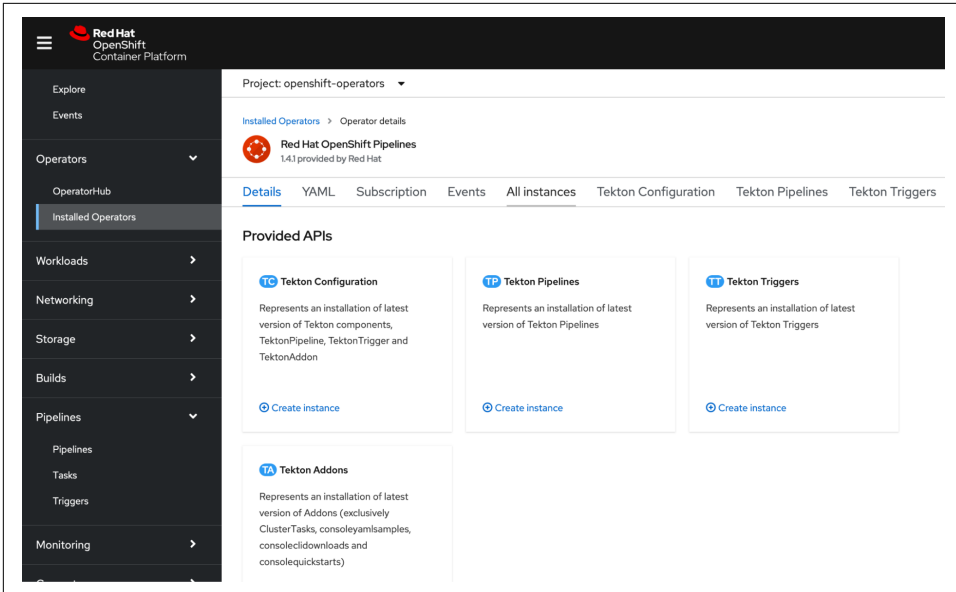 Red Hat
OpenShift
Container Platform
Explore
Events
Operators
OperatorHub
Installed Operators
Workloads
Networking
Storage
Builds
Pipelines
Pipelines
Tasks
Triggers
Monitoring
Project: openshift-operators
Installed Operators > Operator details
Red Hat OpenShift Pipelines
1.4.1 provided by Red Hat
Details YAML Subscription Events All instances Tekton Configuration Tekton Pipelines Tekton Triggers
Provided APIs
TC Tekton Configuration
Represents an installation of latest
version of Tekton components,
TektonPipeline, TektonTrigger and
TektonAddon
Create instance
TP Tekton Pipelines
Represents an installation of latest
version of Tekton Pipelines
Create instance
TT Tekton Triggers
Represents an installation of latest
version of Tekton Triggers
Create instance
TA Tekton Addons
Represents an installation of latest
version of Addons (exclusively
ClusterTasks, consoleyamlsamples,
consoleclidownloads and
consolequickstarts)